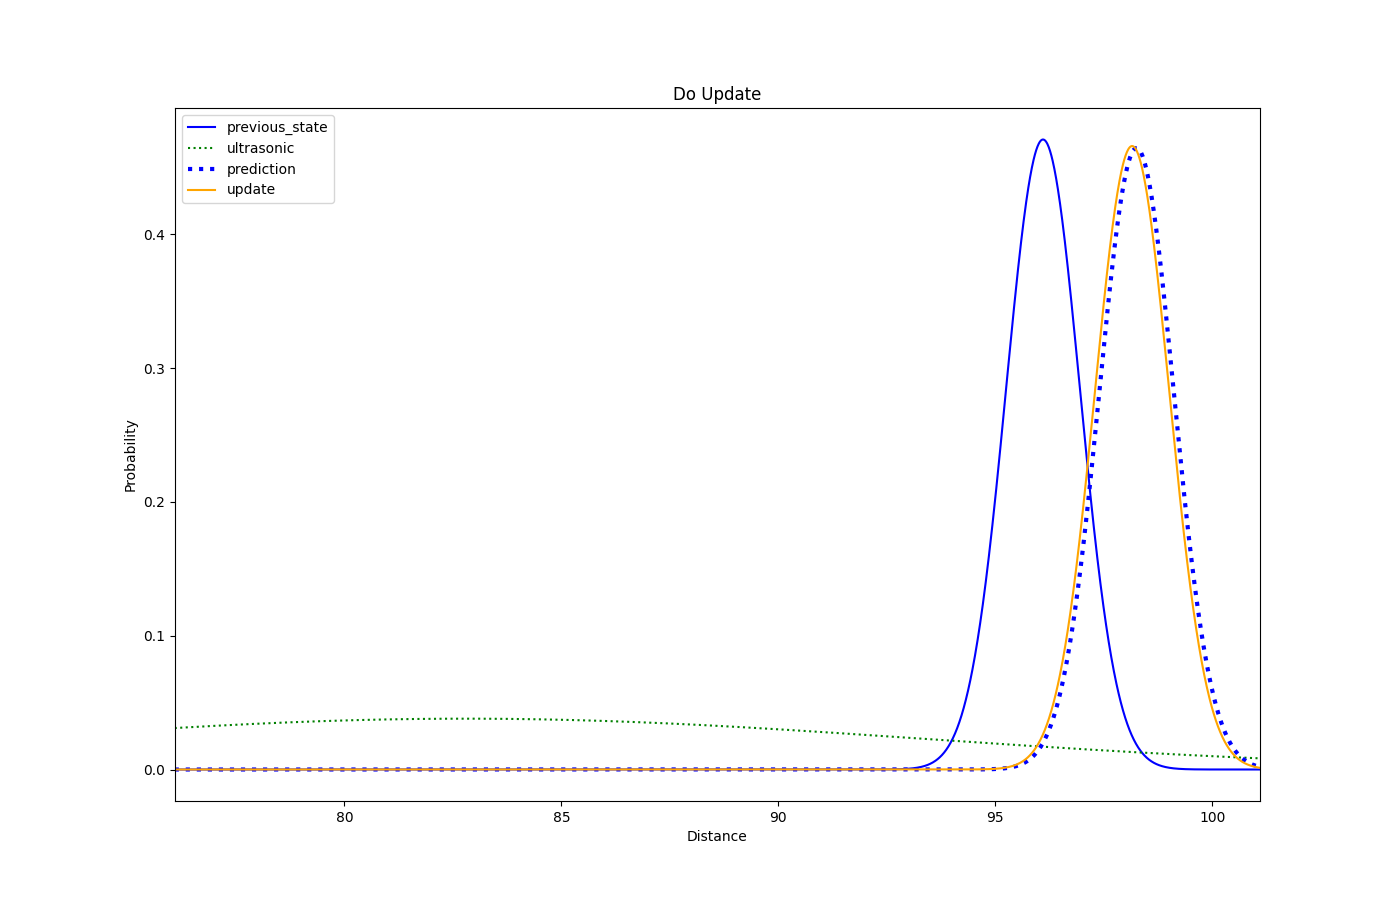 Do Update
previous_state
ultrasonic
prediction
update
Probability
0.4
0.3
0.2
0.1
0.0
80
85
90
95
100
Distance